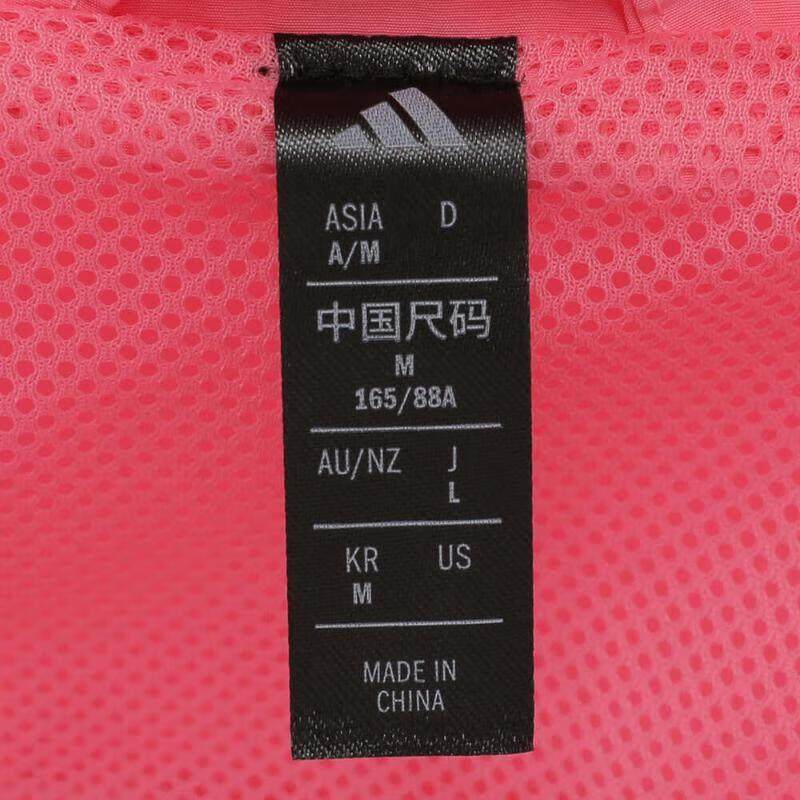 ASIA D
A/M
中国尺码
M
165/88A
AU/NZ J
L
KR US
M
MADE IN
CHINA